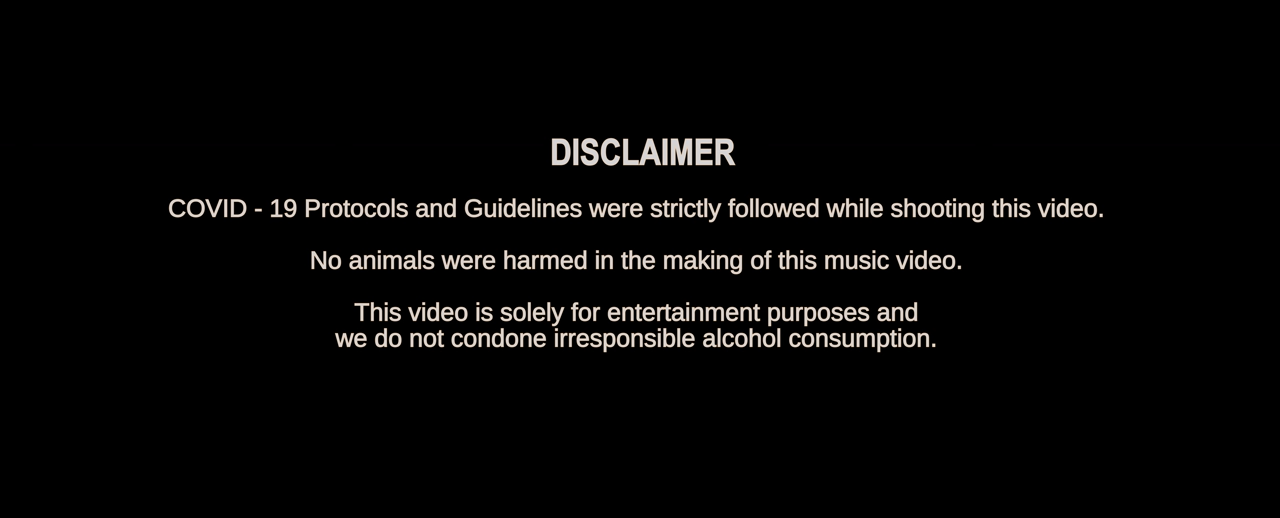 DISCLAIMER
COVID - 19 Protocols and Guidelines were strictly followed while shooting this video.
No animals were harmed in the making of this music video.
This video is solely for entertainment purposes and
we do not condone irresponsible alcohol consumption.